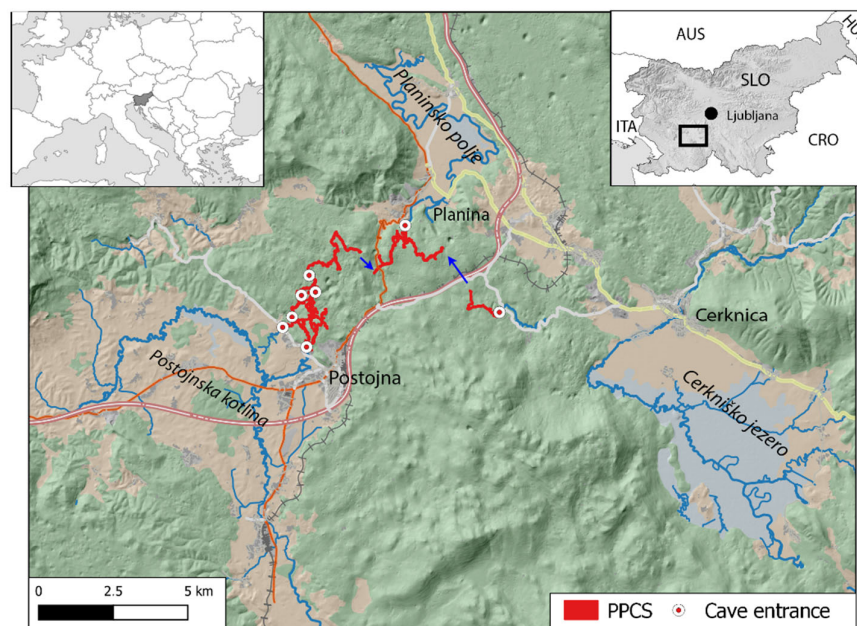 AUS
HU
SLO
Ljubljana
ITA
CRO
Planinsko polje
Planina
Cerknica
Postojna
Postojnska kotlina
Cerkniško jezero
0 2.5 5 km
PPCS Cave entrance